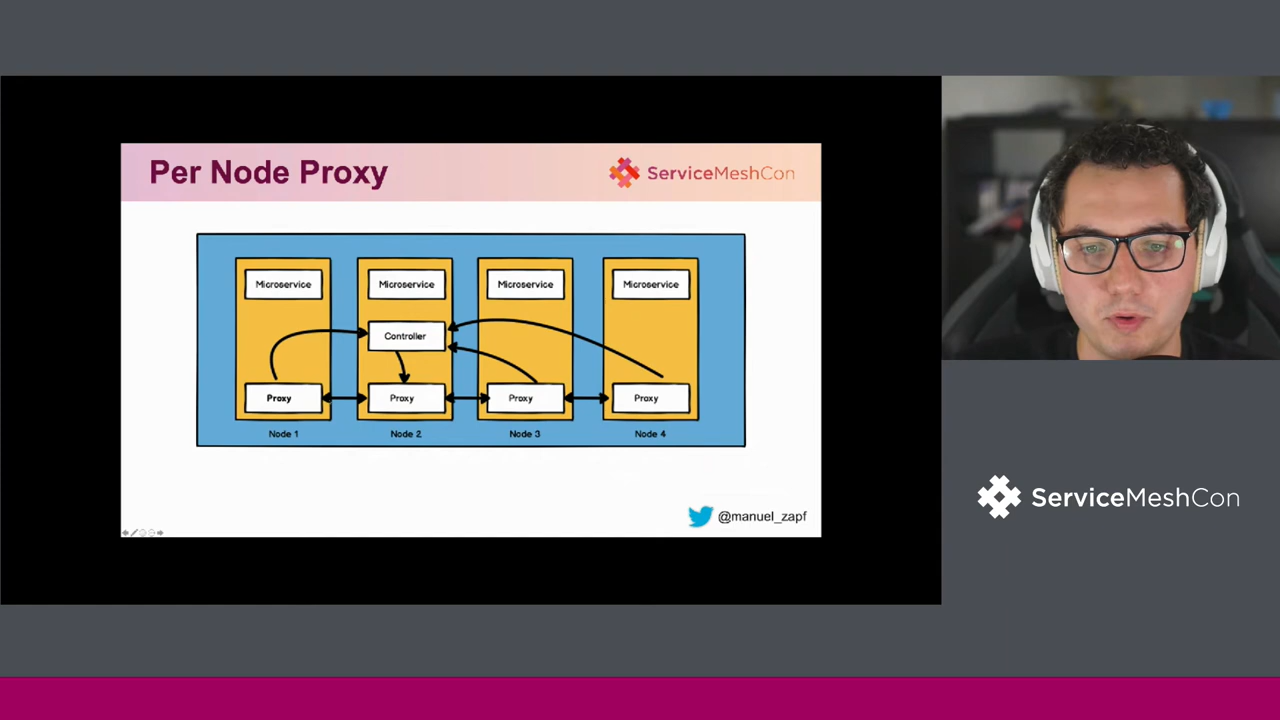 Per Node Proxy
ServiceMeshCon
Microservice
Microservice
Microservice
Microservice
Controller
Proxy
Proxy
Proxy
Proxy
Node 1
Node 2
Node 3
Node 4
@manuel_zapf
ServiceMeshCon